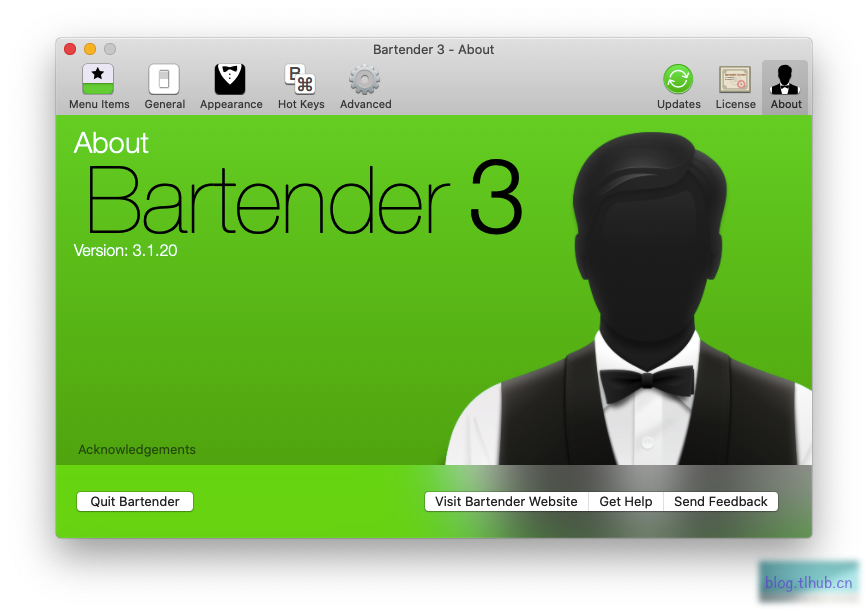 Bartender 3 - About
Menu Items General Appearance Hot Keys Advanced Updates License About
About
Bartender 3
Version: 3.1.20
Acknowledgements
Quit Bartender Visit Bartender Website Get Help Send Feedback
blog.tlhub.cn